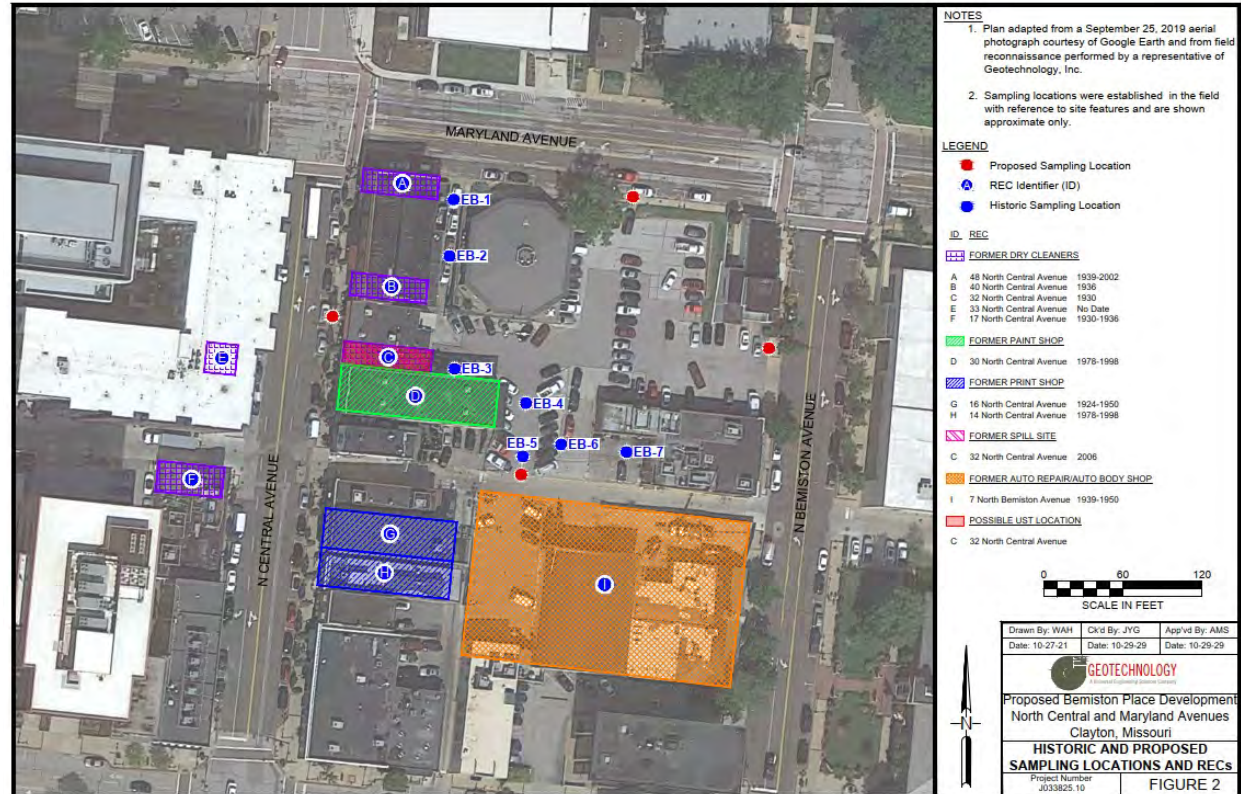 MARYLAND AVENUE
A
EB-1
EB-2
B
C
EB-3
D
EB-4
E
EB-5
EB-6
EB-7
F
G
H
I
N CENTRAL AVENUE
N BEMISTON AVENUE
NOTES
1. Plan adapted from a September 25, 2019 aerial
photograph courtesy of Google Earth and from field
reconnaissance performed by a representative of
Geotechnology, Inc.
2. Sampling locations were established in the field
with reference to site features and are shown
approximate only.
LEGEND
Proposed Sampling Location
A REC Identifier (ID)
Historic Sampling Location
ID REC
FORMER DRY CLEANERS
A 48 North Central Avenue 1939-2002
B 40 North Central Avenue 1936
C 32 North Central Avenue 1930
E 33 North Central Avenue No Date
F 17 North Central Avenue 1930-1936
FORMER PAINT SHOP
D 30 North Central Avenue 1978-1998
FORMER PRINT SHOP
G 16 North Central Avenue 1924-1950
H 14 North Central Avenue 1978-1998
FORMER SPILL SITE
C 32 North Central Avenue 2006
FORMER AUTO REPAIR/AUTO BODY SHOP
I 7 North Bemiston Avenue 1939-1950
POSSIBLE UST LOCATION
C 32 North Central Avenue
0 60 120
SCALE IN FEET
Drawn By: WAH Ck'd By: JYG App'vd By: AMS
Date: 10-27-21 Date: 10-29-29 Date: 10-29-29
GEOTECHNOLOGY
N
Proposed Bemiston Place Development
North Central and Maryland Avenues
Clayton, Missouri
HISTORIC AND PROPOSED
SAMPLING LOCATIONS AND RECs
Project Number
J033825.10
FIGURE 2